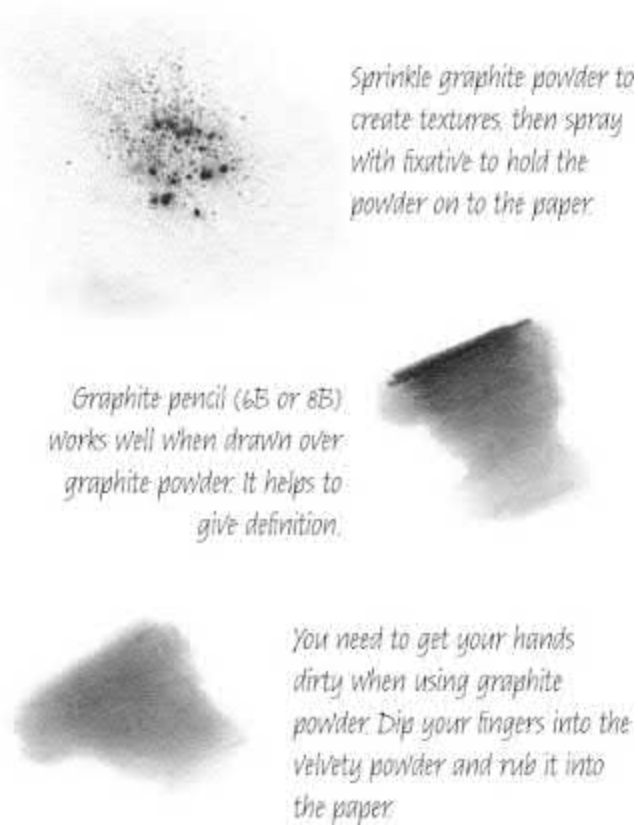 Sprinkle graphite powder to
create textures, then spray
with fixative to hold the
powder on to the paper.
Graphite pencil (6B or 8B)
works well when drawn over
graphite powder. It helps to
give definition.
You need to get your hands
dirty when using graphite
powder. Dip your fingers into the
velvety powder and rub it into
the paper.